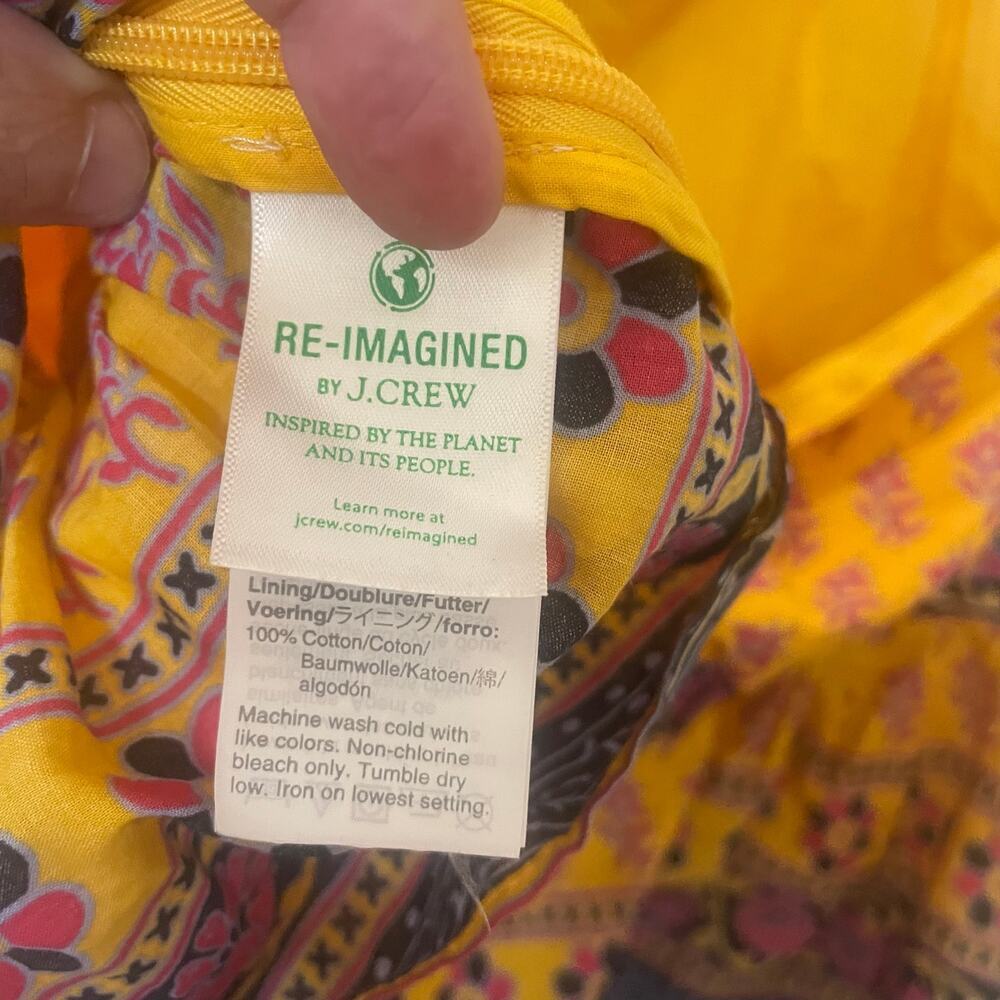 RE-IMAGINED
BY J.CREW
INSPIRED BY THE PLANET
AND ITS PEOPLE.
Learn more at
jcrew.com/reimagined
Lining/Doublure/Futter/
Voering/ライニング/forro:
100% Cotton/Coton/
Baumwolle/Katoen/綿/
algodón
Machine wash cold with
like colors. Non-chlorine
bleach only. Tumble dry
low. Iron on lowest setting.